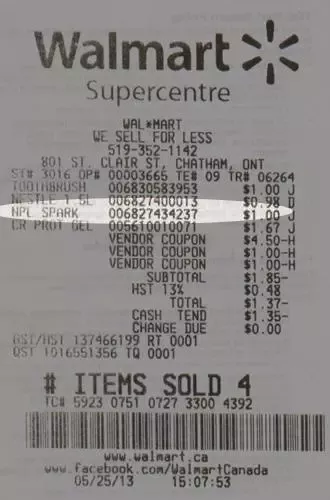 Walmart
Supercentre
WAL*MART
WE SELL FOR LESS
519-352-1142
801 ST. CLAIR ST, CHATHAM, ONT
ST# 3016 OP# 00003665 TE# 09 TR# 06264
TOOTHBRUSH 006830583953 $1.00 J
NESTLE 1.5L 006827400013 $0.98 D
NPL SPARK 006827434237 $1.00 J
CR PROT GEL 005610010071 $1.67 J
VENDOR COUPON $4.50-H
VENDOR COUPON $1.00-H
VENDOR COUPON $1.00-H
SUBTOTAL $1.85-
HST 13% $0.48
TOTAL $1.37-
CASH TEND $1.35-
CHANGE DUE $0.00
GST/HST 137466199 RT 0001
QST 1016551356 TQ 0001
# ITEMS SOLD 4
TC# 5923 0751 0727 3300 4392
www.walmart.ca
www.facebook.com/WalmartCanada
05/25/13 15:07:53